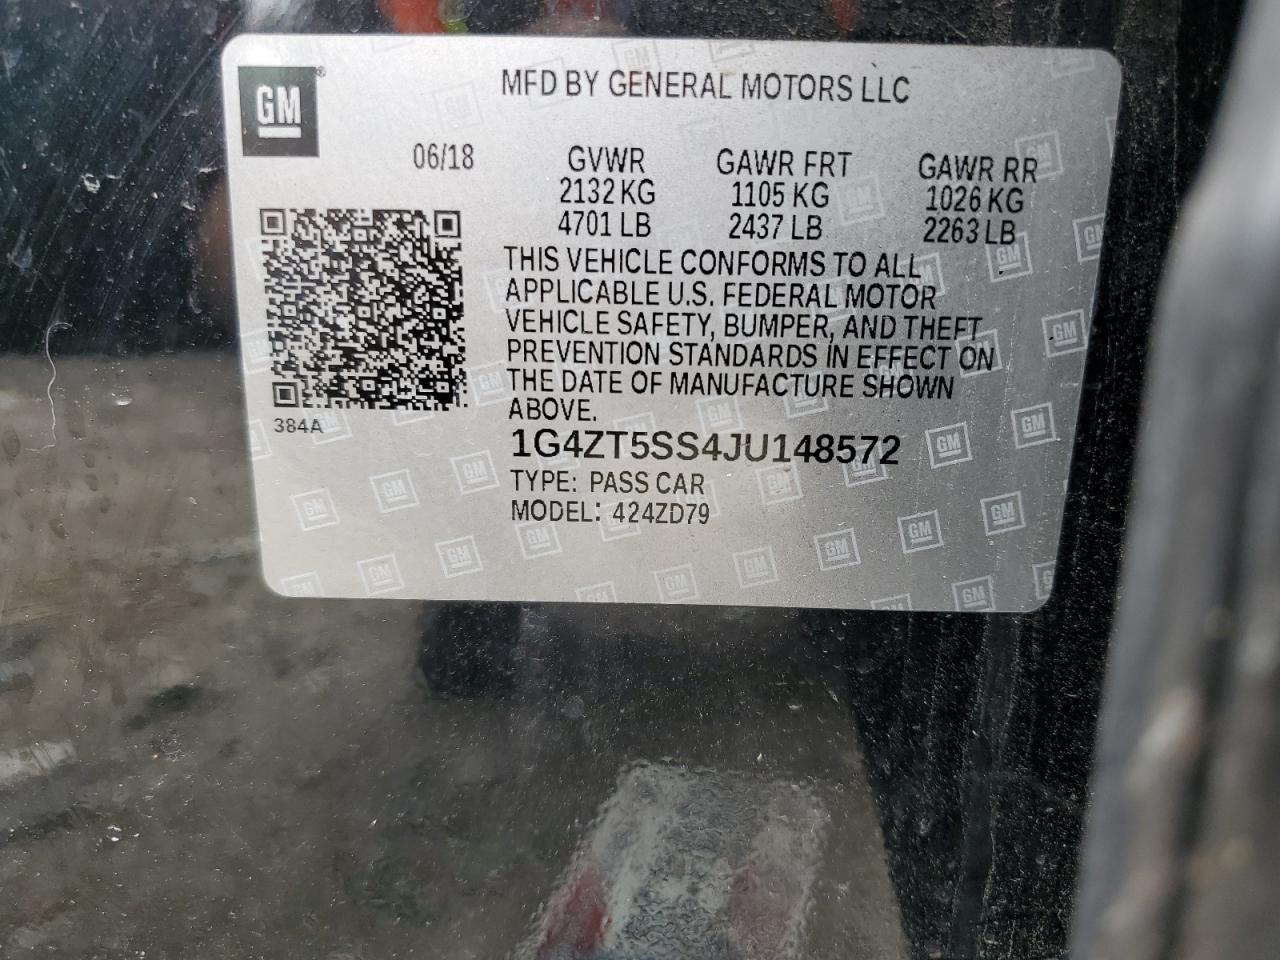 GM
MFD BY GENERAL MOTORS LLC
06/18
GVWR GAWR FRT GAWR RR
2132 KG 1105 KG 1026 KG
4701 LB 2437 LB 2263 LB
THIS VEHICLE CONFORMS TO ALL
APPLICABLE U.S. FEDERAL MOTOR
VEHICLE SAFETY, BUMPER, AND THEFT
PREVENTION STANDARDS IN EFFECT ON
THE DATE OF MANUFACTURE SHOWN
ABOVE.
384A
1G4ZT5SS4JU148572
TYPE: PASS CAR
MODEL: 424ZD79